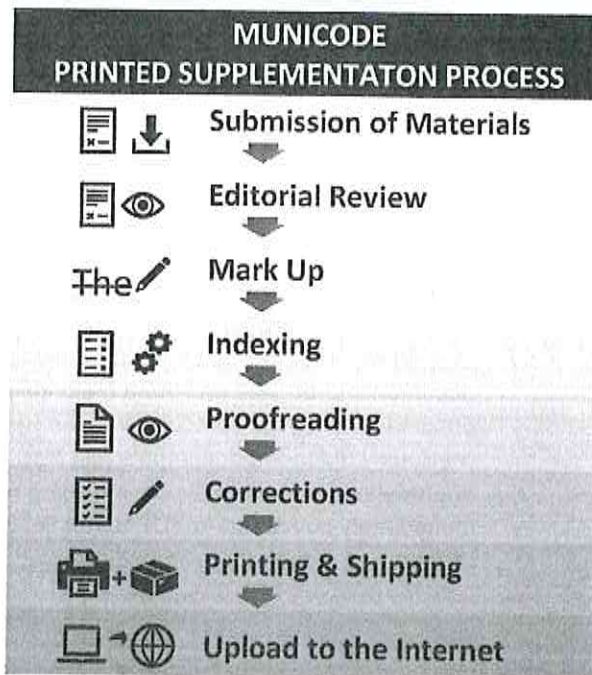 MUNICODE
PRINTED SUPPLEMENTATON PROCESS
Submission of Materials
Editorial Review
The
Mark Up
Indexing
Proofreading
Corrections
Printing & Shipping
Upload to the Internet